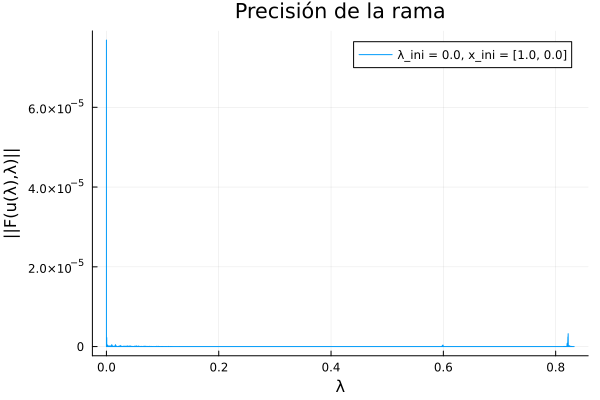 Precisión de la rama
λ_ini = 0.0, x_ini = [1.0, 0.0]
||F(u(λ),λ)||
6.0×10⁻⁵
4.0×10⁻⁵
2.0×10⁻⁵
0
0.0 0.2 0.4 0.6 0.8
λ